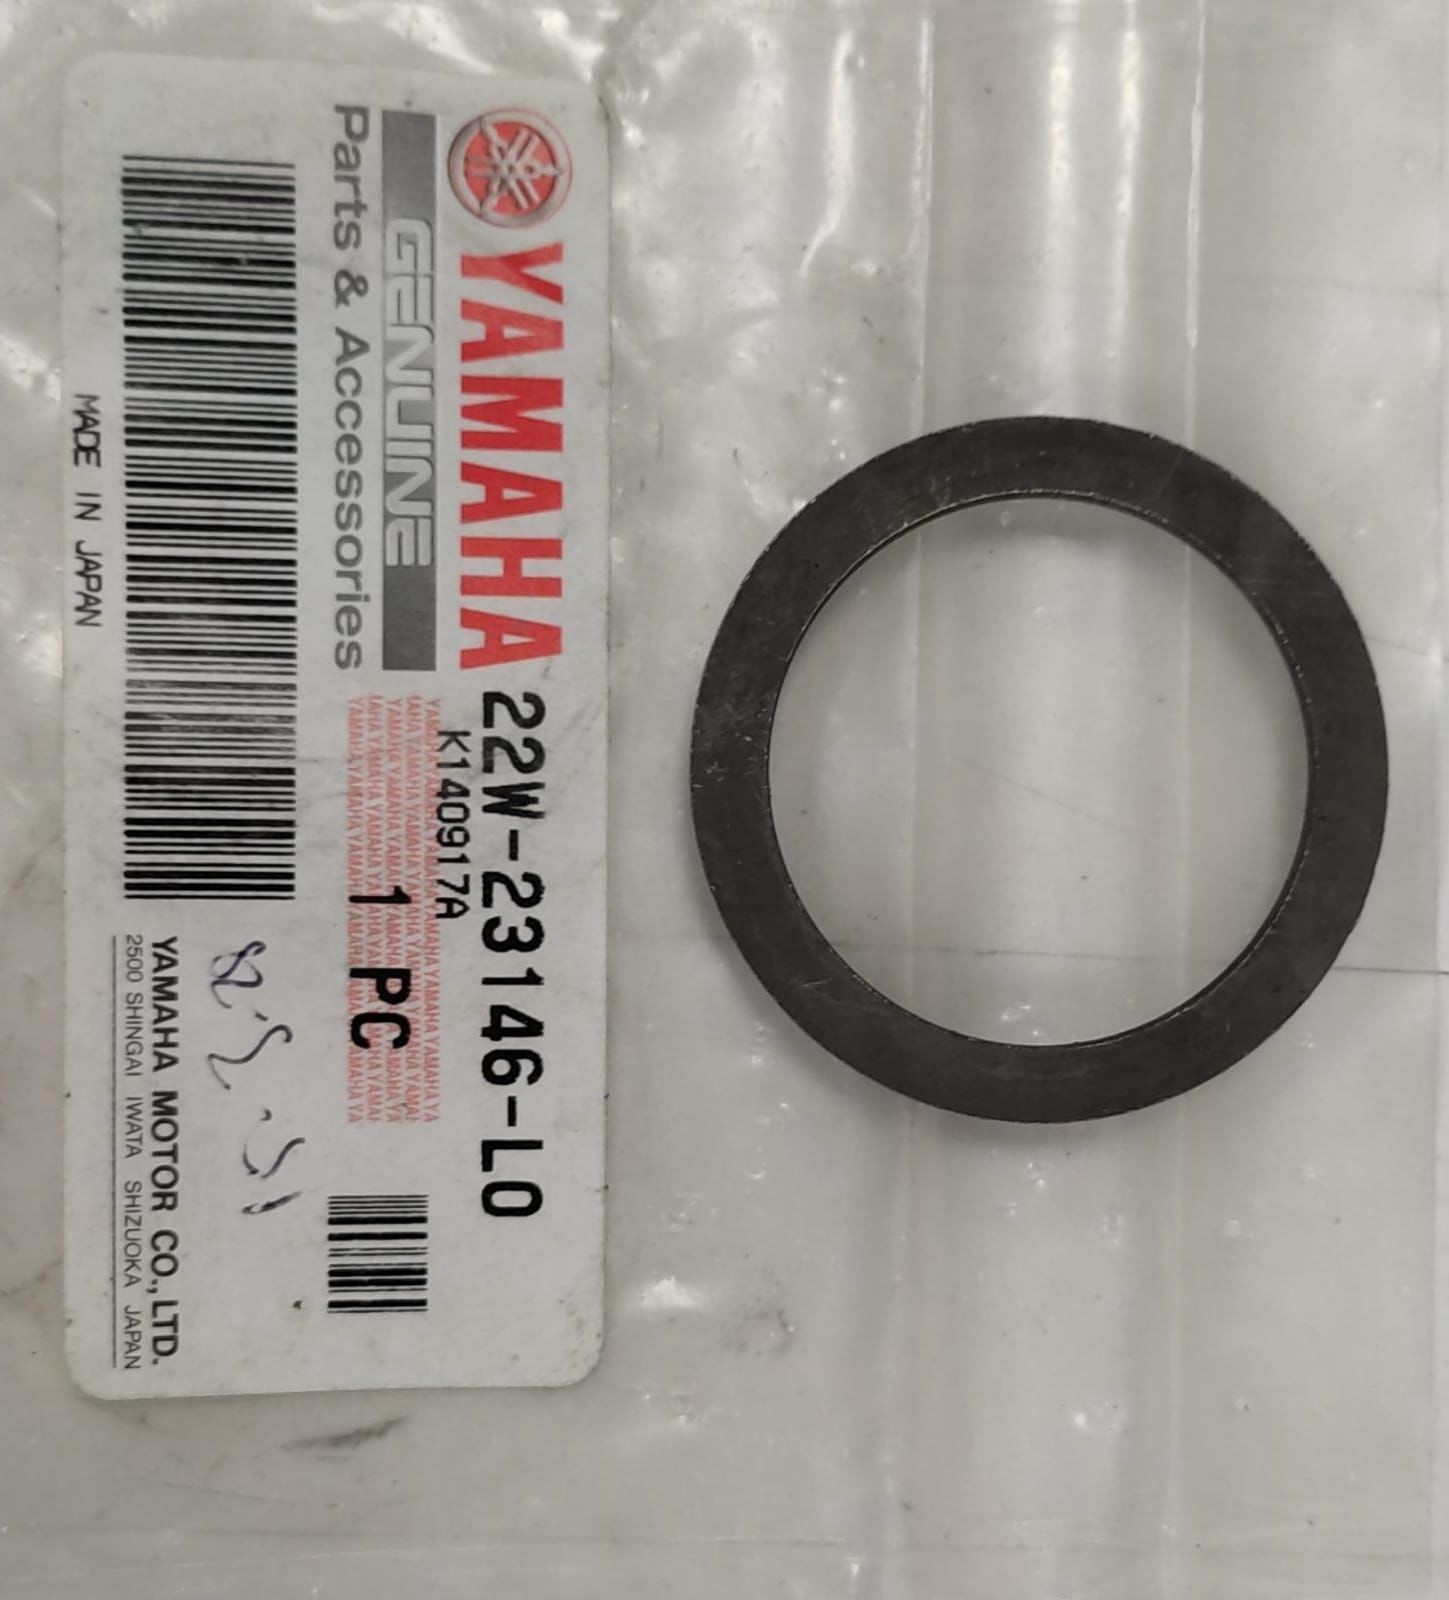 YAMAHA
22W-23146-L0
GENUINE
K140917A
Parts & Accessories
1 PC
MADE IN JAPAN
YAMAHA MOTOR CO., LTD.
2500 SHINGAI IWATA SHIZUOKA JAPAN